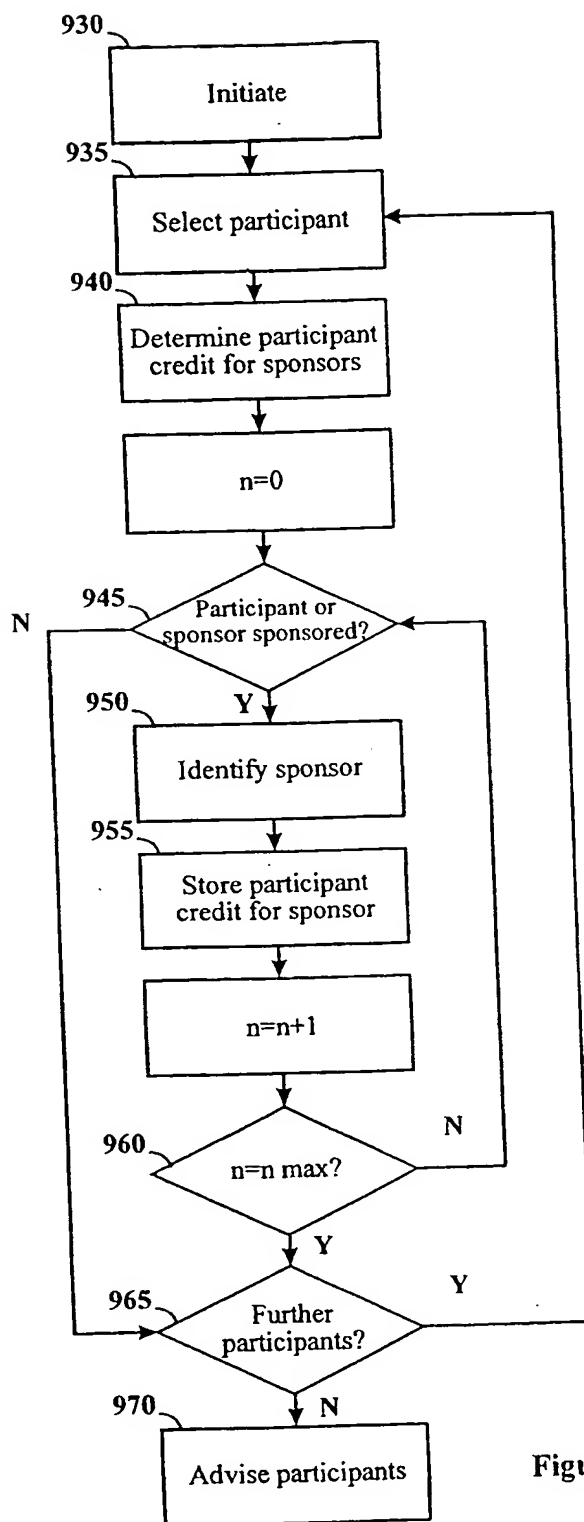 930
Initiate
935
Select participant
940
Determine participant
credit for sponsors
n=0
945
N
Participant or
sponsor sponsored?
Y
950
Identify sponsor
955
Store participant
credit for sponsor
n=n+1
960
N
n=n max?
Y
965
Y
Further
participants?
970
N
Advise participants